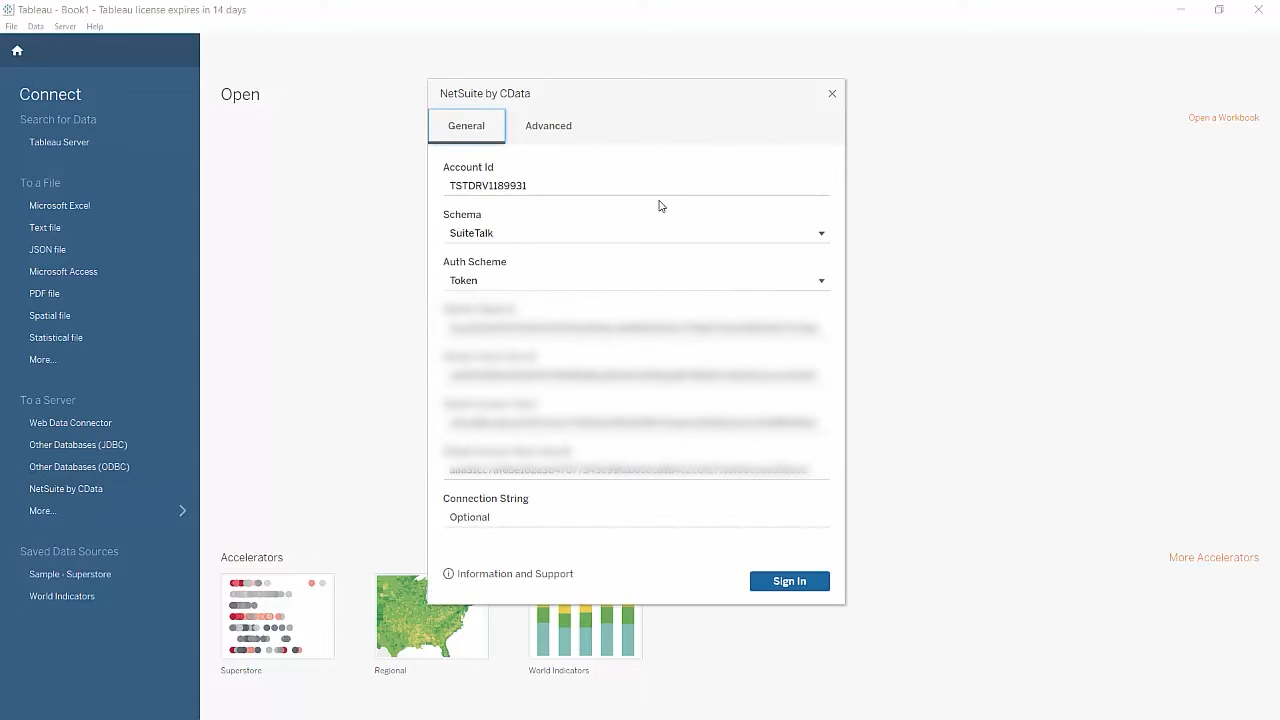 Tableau - Book1 - Tableau license expires in 14 days
File Data Server Help
Connect
Search for Data
Tableau Server
To a File
Microsoft Excel
Text file
JSON file
Microsoft Access
PDF file
Spatial file
Statistical file
More...
To a Server
Web Data Connector
Other Databases (JDBC)
Other Databases (ODBC)
NetSuite by CData
More...
Saved Data Sources
Sample - Superstore
World Indicators
Open
Open a Workbook
NetSuite by CData
General Advanced
Account Id
TSTDRV1189931
Schema
SuiteTalk
Auth Scheme
Token
Connection String
Optional
Information and Support
Sign In
Accelerators
More Accelerators
Superstore
Regional
World Indicators